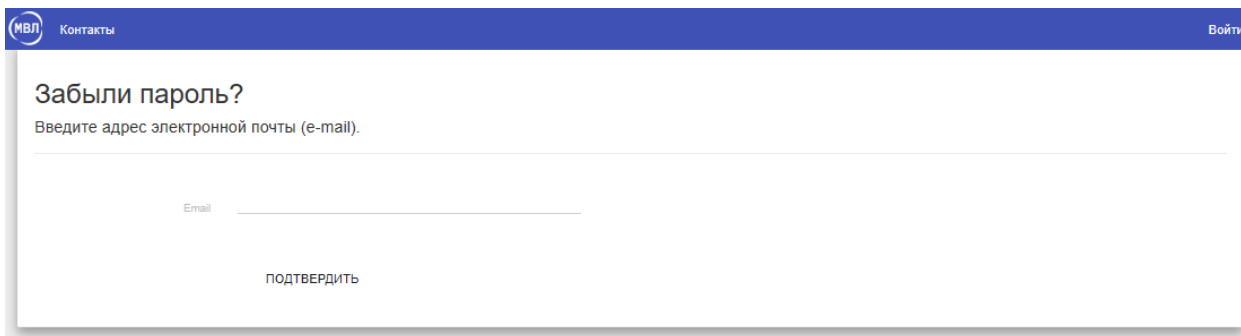 МВЛ Контакты Войти
Забыли пароль?
Введите адрес электронной почты (e-mail).
Email
ПОДТВЕРДИТЬ